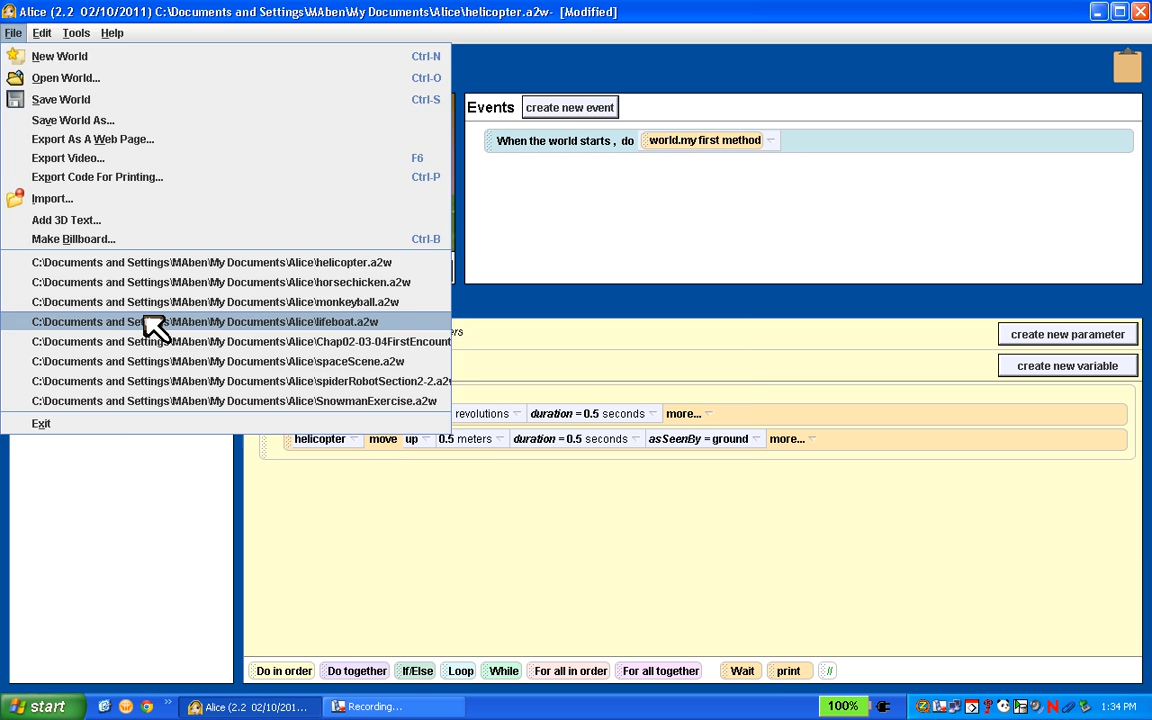 Alice (2.2 02/10/2011) C:\Documents and Settings\MAben\My Documents\Alice\helicopter.a2w- [Modified]
File Edit Tools Help
New World Ctrl-N
Open World... Ctrl-O
Save World Ctrl-S
Save World As...
Export As A Web Page...
Export Video... F6
Export Code For Printing... Ctrl-P
Import...
Add 3D Text...
Make Billboard... Ctrl-B
C:\Documents and Settings\MAben\My Documents\Alice\helicopter.a2w
C:\Documents and Settings\MAben\My Documents\Alice\horsechicken.a2w
C:\Documents and Settings\MAben\My Documents\Alice\monkeyball.a2w
C:\Documents and Settings\MAben\My Documents\Alice\lifeboat.a2w
C:\Documents and Settings\MAben\My Documents\Alice\Chap02-03-04FirstEncount
C:\Documents and Settings\MAben\My Documents\Alice\spaceScene.a2w
C:\Documents and Settings\MAben\My Documents\Alice\spiderRobotSection2-2.a2w
C:\Documents and Settings\MAben\My Documents\Alice\SnowmanExercise.a2w
Exit
Events create new event
When the world starts , do world.my first method
create new parameter
create new variable
revolutions duration = 0.5 seconds more...
helicopter move up 0.5 meters duration = 0.5 seconds asSeenBy = ground more...
Do in order Do together If/Else Loop While For all in order For all together Wait print //
start Alice (2.2 02/10/201... Recording... 100% 1:34 PM